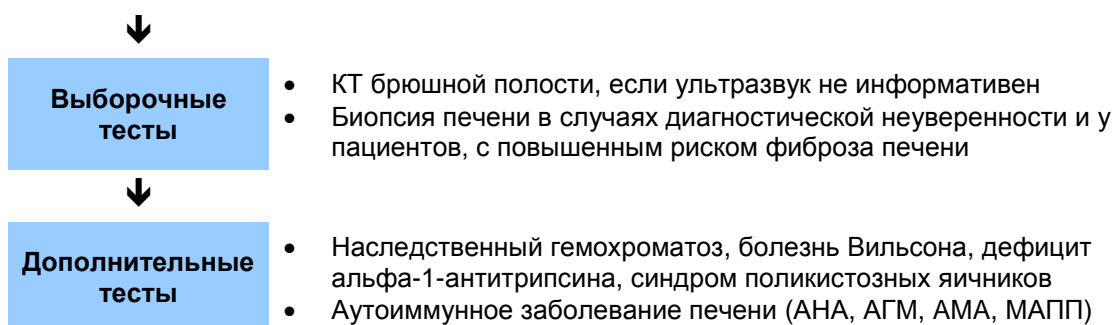 Выборочные
тесты
• КТ брюшной полости, если ультразвук не информативен
• Биопсия печени в случаях диагностической неуверенности и у
пациентов, с повышенным риском фиброза печени
Дополнительные
тесты
• Наследственный гемохроматоз, болезнь Вильсона, дефицит
альфа-1-антитрипсина, синдром поликистозных яичников
• Аутоиммунное заболевание печени (АНА, АГМ, АМА, МАПП)